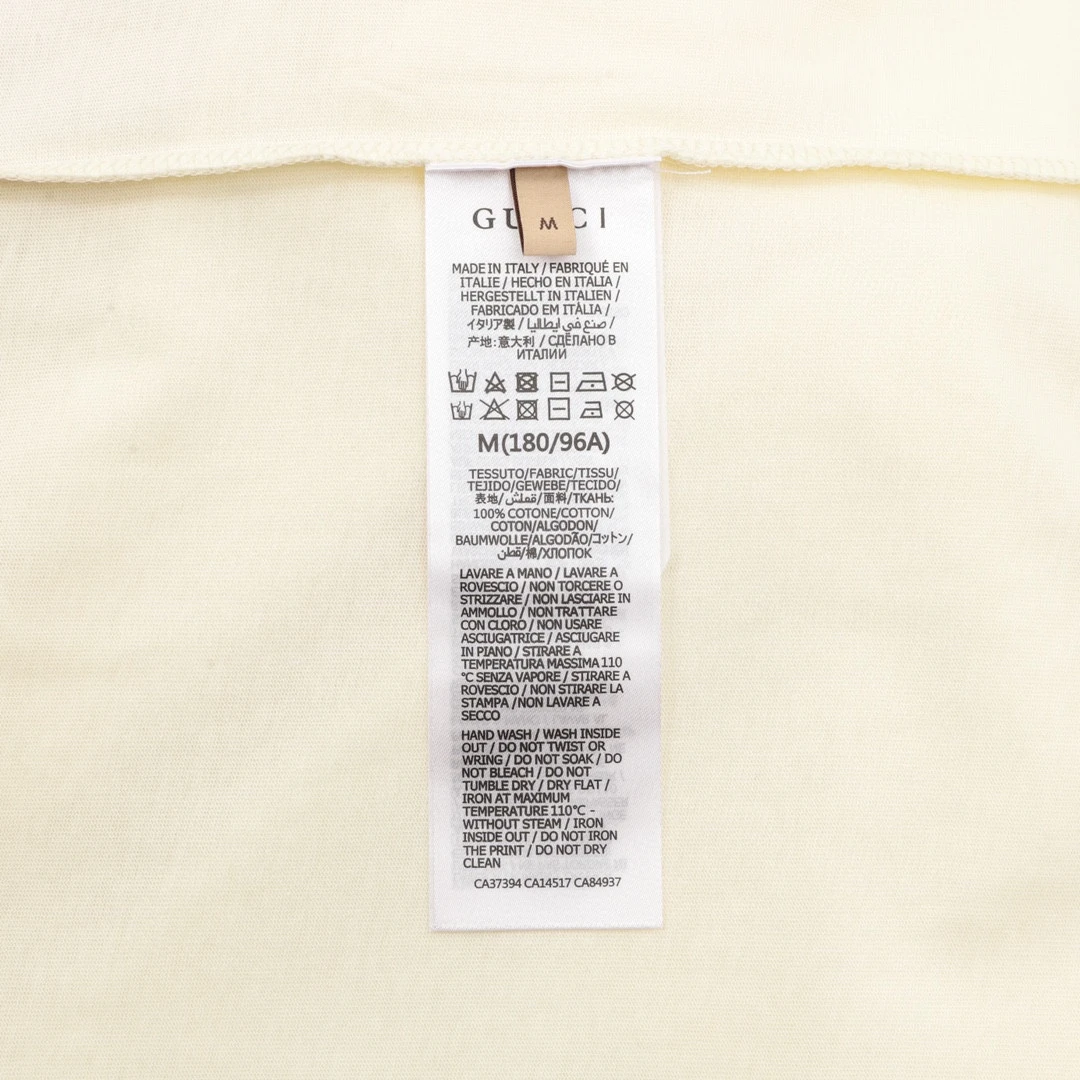 GU CI
M
MADE IN ITALY / FABRIQUÉ EN
ITALIE / HECHO EN ITALIA /
HERGESTELLT IN ITALIEN /
FABRICADO EM ITÁLIA /
イタリア製 / صنع في ايطاليا /
产地:意大利 / СДЕЛАНО В
ИТАЛИИ
M(180/96A)
TESSUTO/FABRIC/TISSU/
TEJIDO/GEWEBE/TECIDO/
表地/قملش/面料/ТКАНЬ:
100% COTONE/COTTON/
COTON/ALGODON/
BAUMWOLLE/ALGODÃO/コットン/
قطن/棉/ХЛОПОК
LAVARE A MANO / LAVARE A
ROVESCIO / NON TORCERE O
STRIZZARE / NON LASCIARE IN
AMMOLLO / NON TRATTARE
CON CLORO / NON USARE
ASCIUGATRICE / ASCIUGARE
IN PIANO / STIRARE A
TEMPERATURA MASSIMA 110
°C SENZA VAPORE / STIRARE A
ROVESCIO / NON STIRARE LA
STAMPA /NON LAVARE A
SECCO
HAND WASH / WASH INSIDE
OUT / DO NOT TWIST OR
WRING / DO NOT SOAK / DO
NOT BLEACH / DO NOT
TUMBLE DRY / DRY FLAT /
IRON AT MAXIMUM
TEMPERATURE 110°C -
WITHOUT STEAM / IRON
INSIDE OUT / DO NOT IRON
THE PRINT / DO NOT DRY
CLEAN
CA37394 CA14517 CA84937